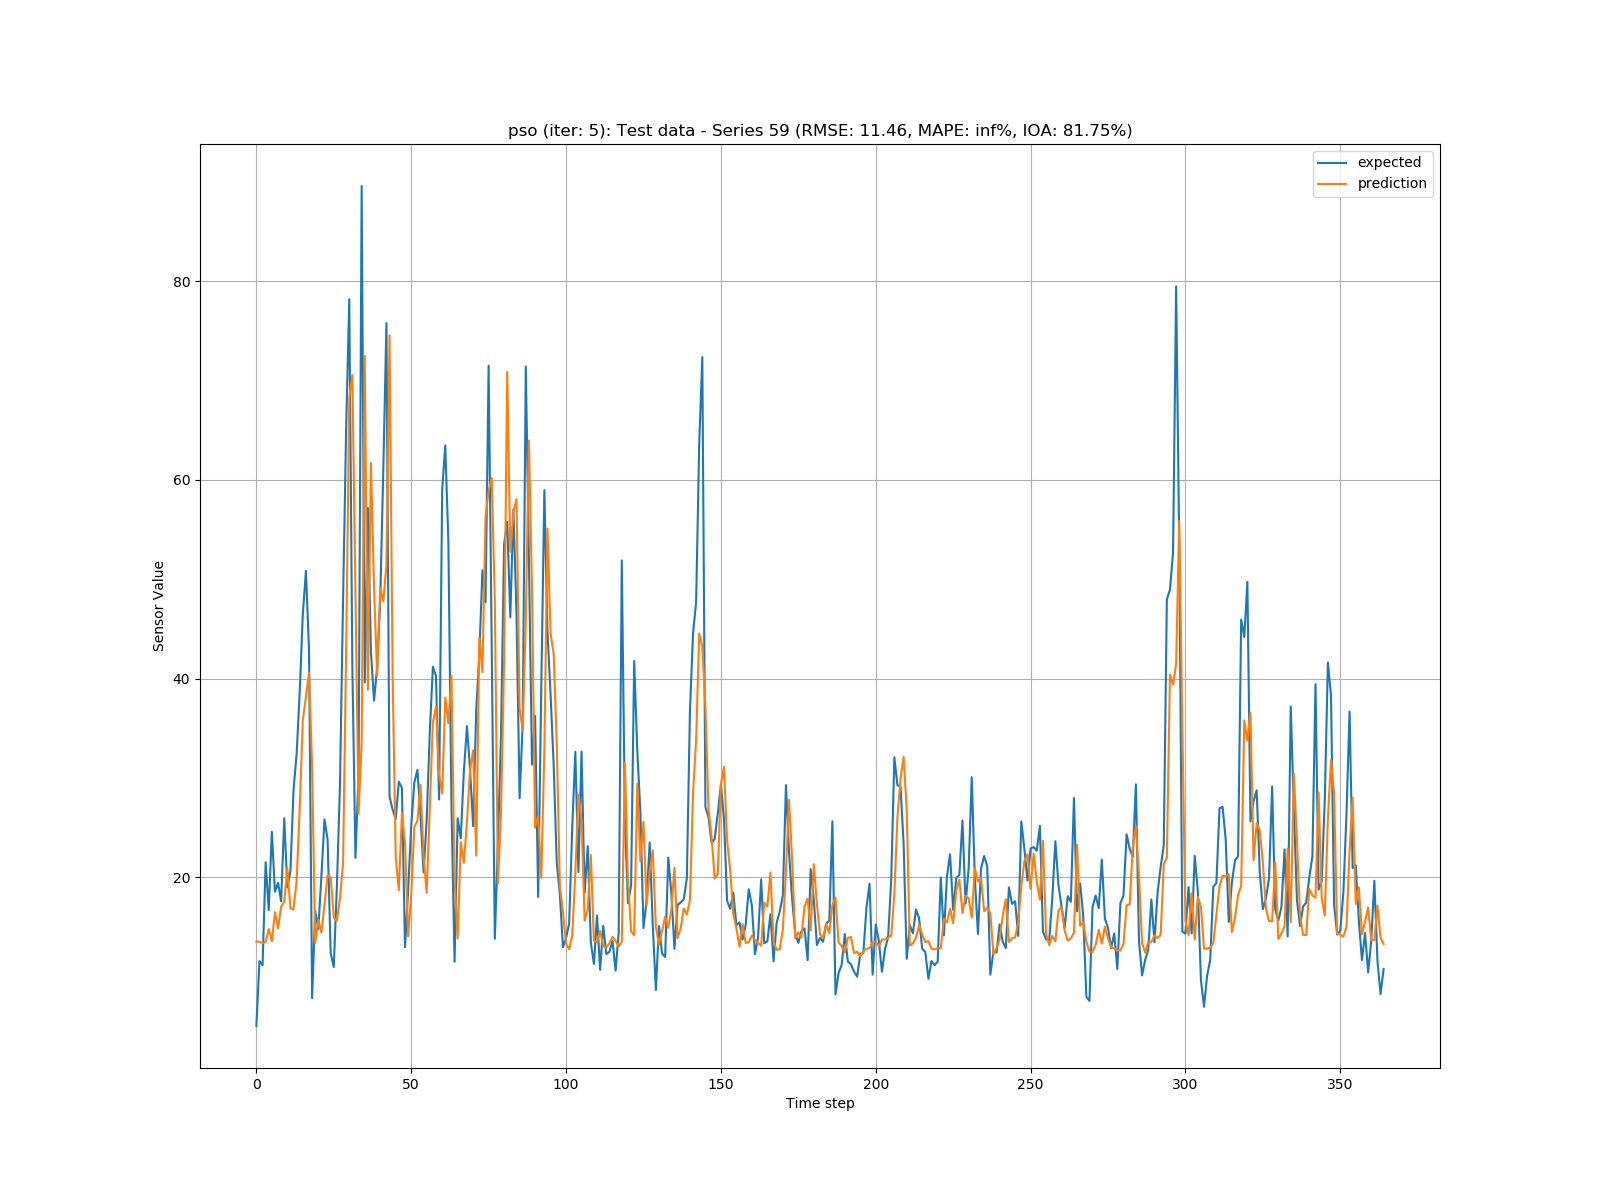 pso (iter: 5): Test data - Series 59 (RMSE: 11.46, MAPE: inf%, IOA: 81.75%)
expected
prediction
80
60
40
20
Sensor Value
0 50 100 150 200 250 300 350
Time step